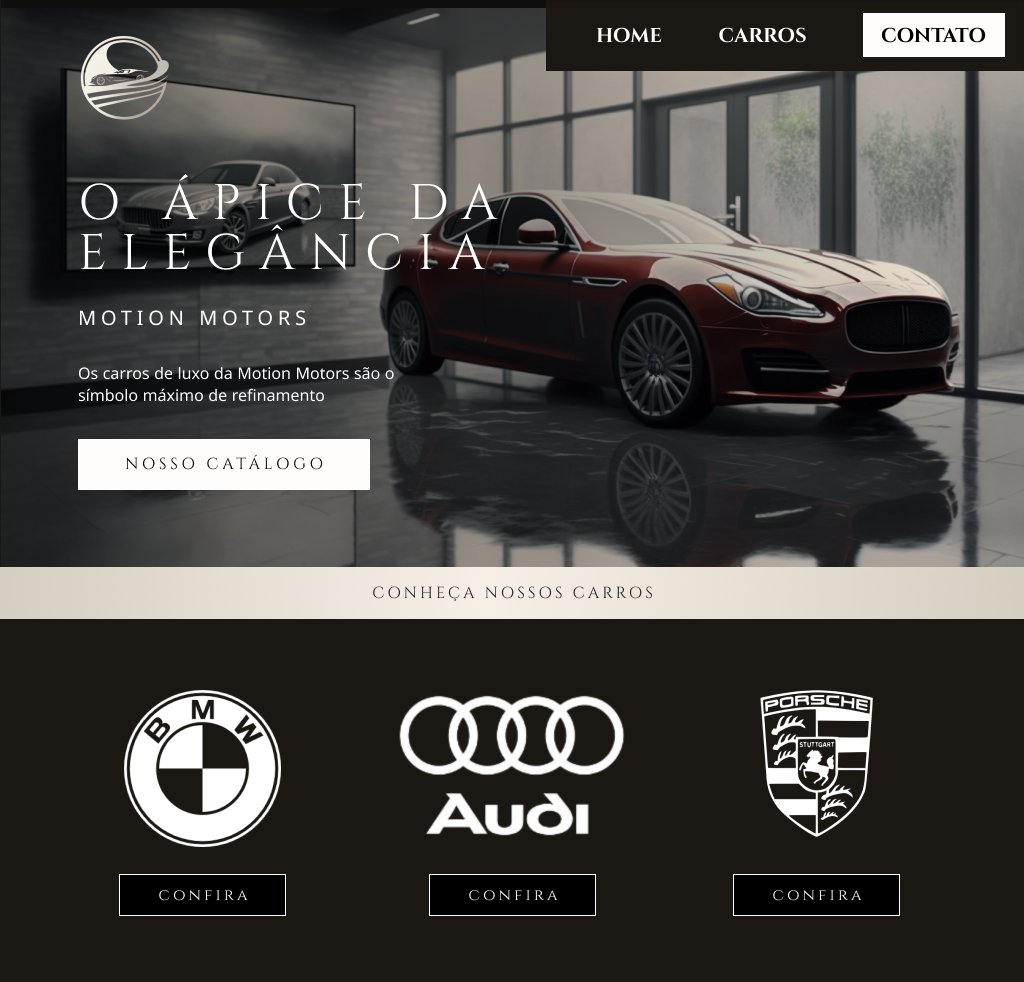 HOME
CARROS
CONTATO
O ÁPICE DA
ELEGÂNCIA
MOTION MOTORS
Os carros de luxo da Motion Motors são o
símbolo máximo de refinamento
NOSSO CATÁLOGO
CONHEÇA NOSSOS CARROS
BMW
Audi
PORSCHE
STUTTGART
CONFIRA
CONFIRA
CONFIRA